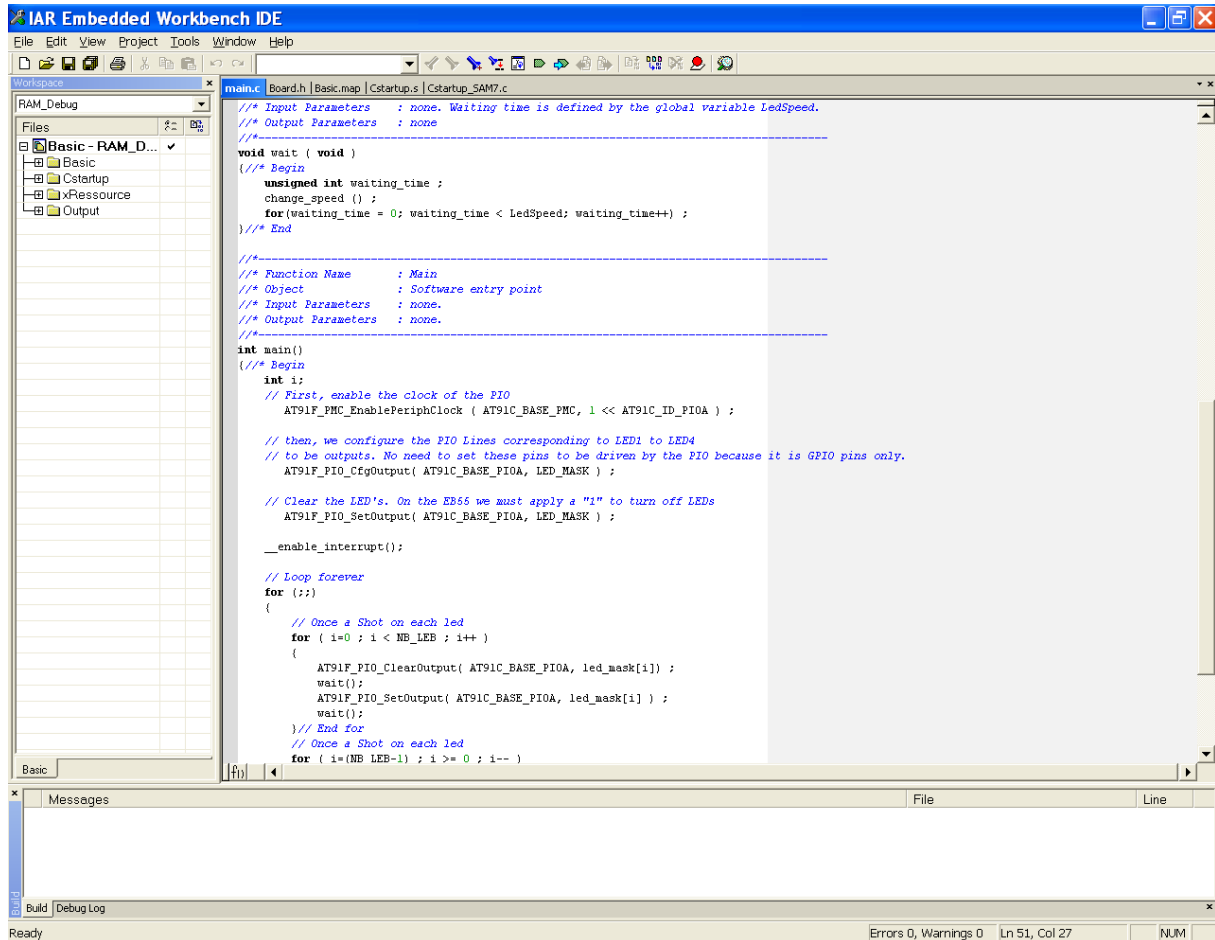 IAR Embedded Workbench IDE
File Edit View Project Tools Window Help
Workspace
RAM_Debug
Files
Basic - RAM_D...
Basic
Cstartup
xRessource
Output
Basic
main.c Board.h Basic.map Cstartup.s Cstartup_SAM7.c
//* Input Parameters    : none. Waiting time is defined by the global variable LedSpeed.
//* Output Parameters   : none
//*--------------------------------------------------------------------------------------
void wait ( void )
{//* Begin
    unsigned int waiting_time ;
    change_speed () ;
    for(waiting_time = 0; waiting_time < LedSpeed; waiting_time++) ;
}//* End
//*--------------------------------------------------------------------------------------
//* Function Name       : Main
//* Object              : Software entry point
//* Input Parameters    : none.
//* Output Parameters   : none.
//*--------------------------------------------------------------------------------------
int main()
{//* Begin
    int i;
    // First, enable the clock of the PIO
       AT91F_PMC_EnablePeriphClock ( AT91C_BASE_PMC, 1 << AT91C_ID_PIOA ) ;
    // then, we configure the PIO Lines corresponding to LED1 to LED4
    // to be outputs. No need to set these pins to be driven by the PIO because it is GPIO pins only.
       AT91F_PIO_CfgOutput( AT91C_BASE_PIOA, LED_MASK ) ;
    // Clear the LED's. On the EB55 we must apply a "1" to turn off LEDs
       AT91F_PIO_SetOutput( AT91C_BASE_PIOA, LED_MASK ) ;
    __enable_interrupt();
    // Loop forever
    for (;;)
    {
        // Once a Shot on each led
        for ( i=0 ; i < NB_LEB ; i++ )
        {
            AT91F_PIO_ClearOutput( AT91C_BASE_PIOA, led_mask[i]) ;
            wait();
            AT91F_PIO_SetOutput( AT91C_BASE_PIOA, led_mask[i] ) ;
            wait();
        }// End for
        // Once a Shot on each led
        for ( i=(NB_LEB-1) ; i >= 0 ; i-- )
Messages File Line
Build
Build Debug Log
Ready Errors 0, Warnings 0 Ln 51, Col 27 NUM